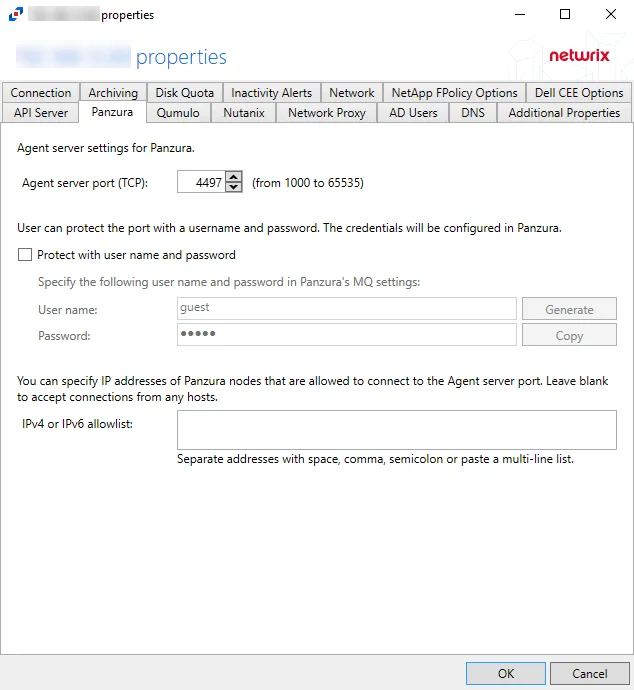 properties
properties
netwrix
Connection Archiving Disk Quota Inactivity Alerts Network NetApp FPolicy Options Dell CEE Options
API Server Panzura Qumulo Nutanix Network Proxy AD Users DNS Additional Properties
Agent server settings for Panzura.
Agent server port (TCP): 4497 (from 1000 to 65535)
User can protect the port with a username and password. The credentials will be configured in Panzura.
Protect with user name and password
Specify the following user name and password in Panzura's MQ settings:
User name: guest Generate
Password: ●●●●● Copy
You can specify IP addresses of Panzura nodes that are allowed to connect to the Agent server port. Leave blank
to accept connections from any hosts.
IPv4 or IPv6 allowlist:
Separate addresses with space, comma, semicolon or paste a multi-line list.
OK Cancel